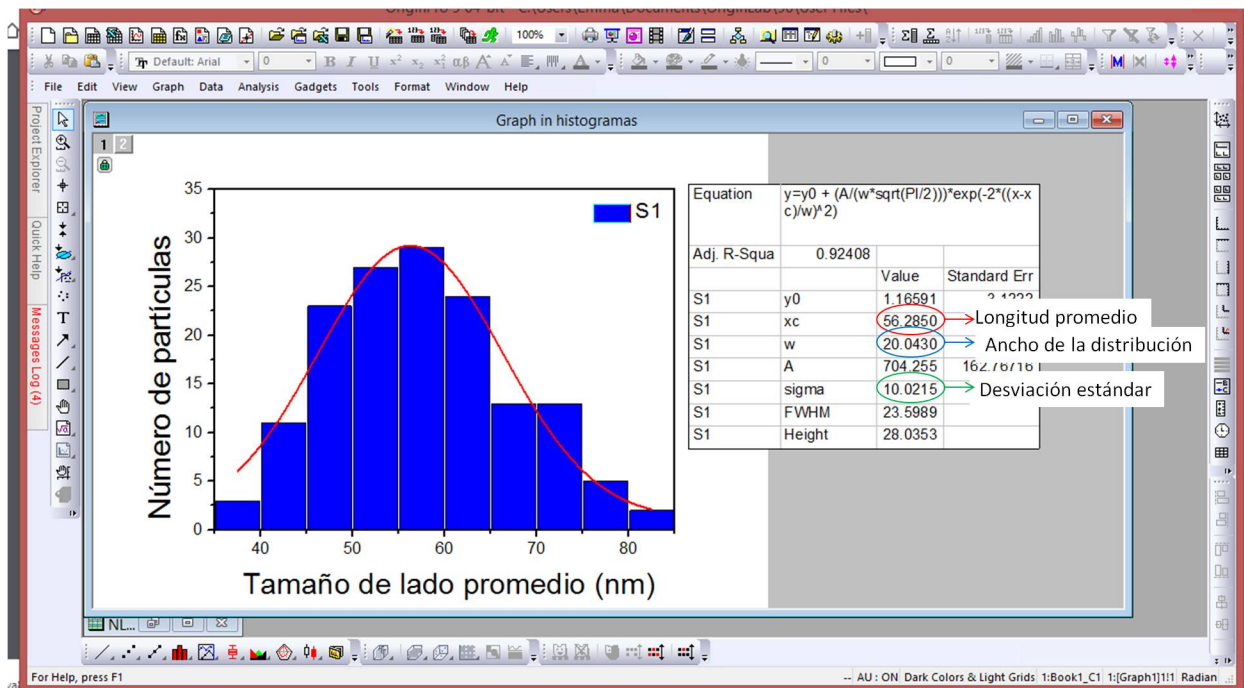 100%
Default: Arial
0
B I U
0
0
File Edit View Graph Data Analysis Gadgets Tools Format Window Help
Project Explorer
Quick Help
Messages Log (4)
Graph in histogramas
1 2
S1
35
30
25
20
15
10
5
0
40 50 60 70 80
Número de partículas
Tamaño de lado promedio (nm)
Equation y=y0 + (A/(w*sqrt(PI/2)))*exp(-2*((x-x
c)/w)^2)
Adj. R-Squa 0.92408
Value Standard Err
S1 y0 1.16591
S1 xc 56.2850 Longitud promedio
S1 w 20.0430 Ancho de la distribución
S1 A 704.255 162.76716
S1 sigma 10.0215 Desviación estándar
S1 FWHM 23.5989
S1 Height 28.0353
NL...
For Help, press F1
-- AU : ON Dark Colors & Light Grids 1:Book1_C1 1:[Graph1]1!1 Radian